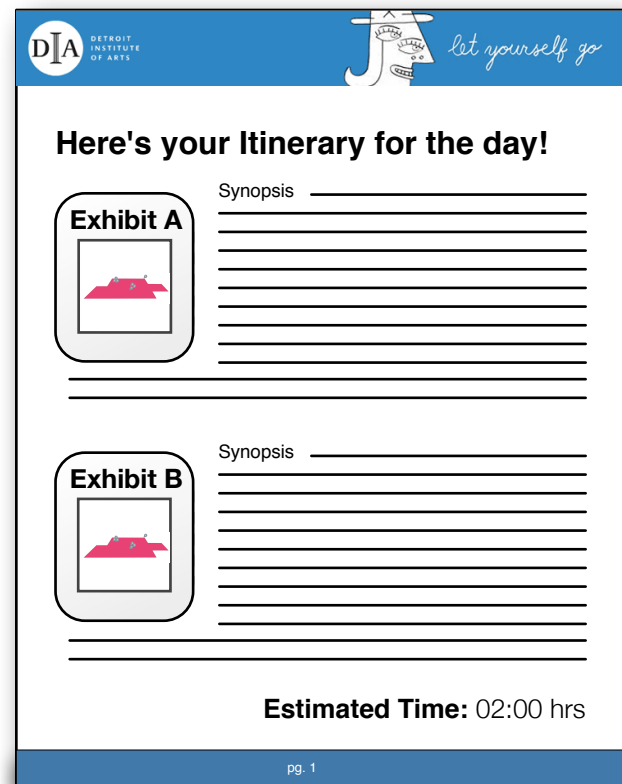 DIA DETROIT
INSTITUTE
OF ARTS
let yourself go
Here's your Itinerary for the day!
Exhibit A
Synopsis
Exhibit B
Synopsis
Estimated Time: 02:00 hrs
pg. 1